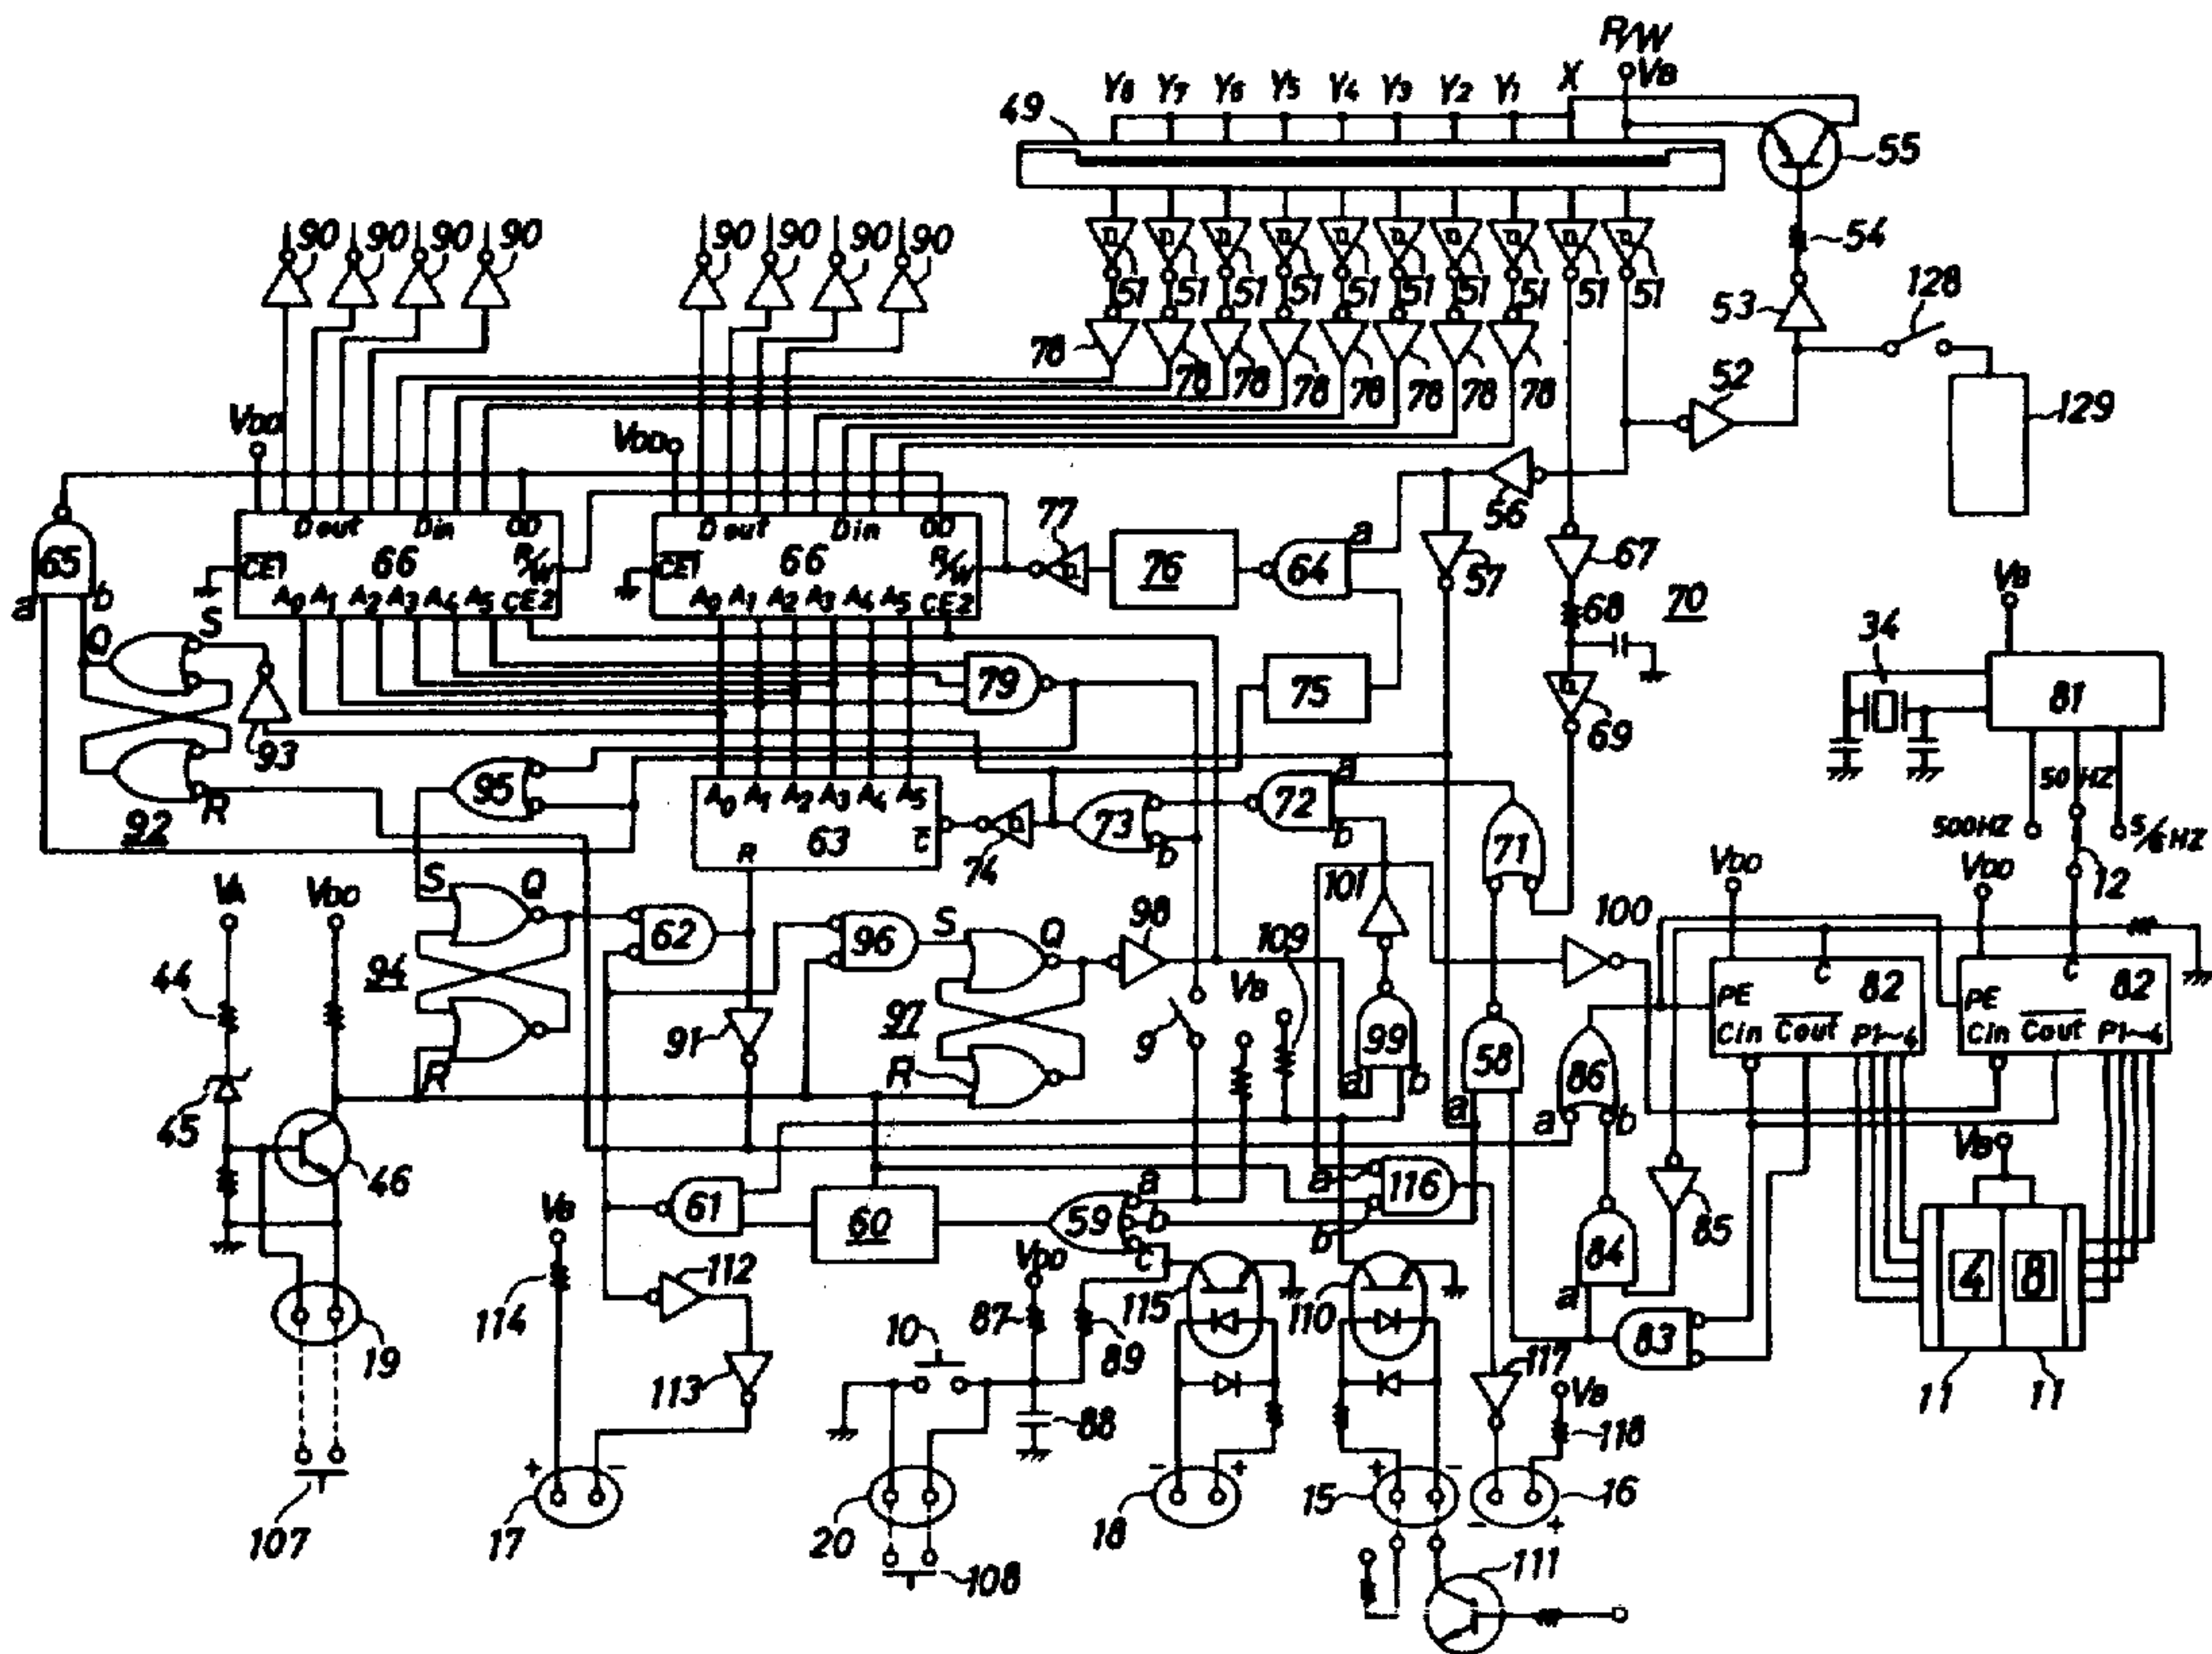 R/W
Y8 Y7 Y6 Y5 Y4 Y3 Y2 Y1 X VB
49
55
90 90 90 90 90 90 90 90
54
51 51 51 51 51 51 51 51 51 51
53 128
78 78 78 78 78 78 78 78
52
129
VDD VDD
56
Dout Din OD Dout Din OD
77
a
65 CE1 66 R/W CE1 66 R/W 76 64 57 67
VB
a b
A0 A1 A2 A3 A4 A5 CE2 A0 A1 A2 A3 A4 A5 CE2
68 70
S
34
Q
79 75 81
93
69
50 HZ
95 A0 A1 A2 A3 A4 A5
a
72
R
73
b
500HZ 5/6 HZ
92
R 63 C
74
b
71
VA VDD
S Q
101
VDD VDD
12
62 96
S Q
98
109
100
44 94
C C
91 97
9
VB
99
58
PE 82 PE 82
Cin Cout P1~4 Cin Cout P1~4
R R
a b
86
45
a
a b
VB
46
61 60 59
a
b
c
a
116
b
85
VB
112
VDD
84
a
4 8
114
87
10
115 110
83
19
89
117
113
VB
11 11
88
118
+ - - + + -
107 17 20 18 15 16
- +
108
111